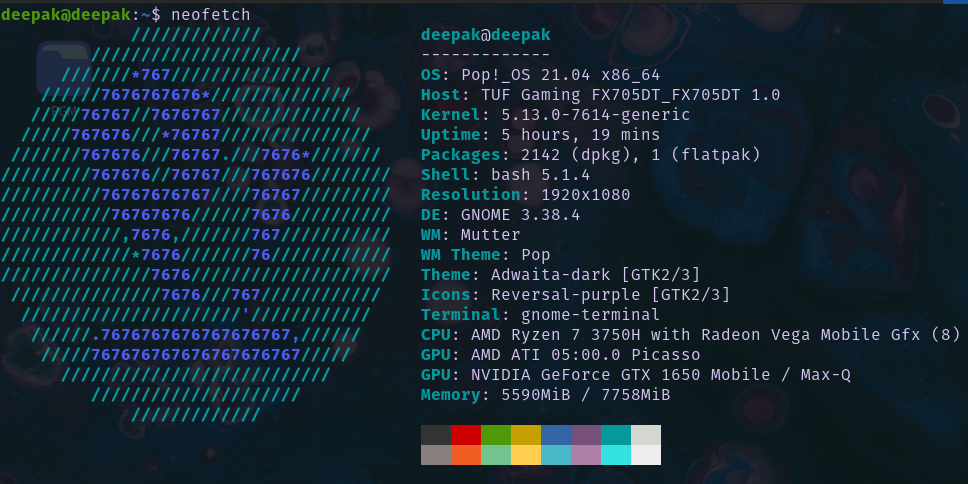 deepak@deepak:~$ neofetch
             /////////////                deepak@deepak
         /////////////////////            -------------
      ///////*767////////////////         OS: Pop!_OS 21.04 x86_64
    //////7676767676*//////////////       Host: TUF Gaming FX705DT_FX705DT 1.0
   /////76767//7676767//////////////      Kernel: 5.13.0-7614-generic
  /////767676///*76767///////////////     Uptime: 5 hours, 19 mins
 ///////767676///76767.///7676*///////    Packages: 2142 (dpkg), 1 (flatpak)
/////////767676//76767///767676////////   Shell: bash 5.1.4
//////////76767676767////76767/////////   Resolution: 1920x1080
///////////76767676//////7676//////////   DE: GNOME 3.38.4
////////////,7676,///////767///////////   WM: Mutter
/////////////*7676///////76////////////   WM Theme: Pop
///////////////7676////////////////////   Theme: Adwaita-dark [GTK2/3]
 ///////////////7676///767////////////    Icons: Reversal-purple [GTK2/3]
  //////////////////////'////////////     Terminal: gnome-terminal
   //////.7676767676767676767,//////      CPU: AMD Ryzen 7 3750H with Radeon Vega Mobile Gfx (8)
    /////767676767676767676767/////       GPU: AMD ATI 05:00.0 Picasso
      ///////////////////////////         GPU: NVIDIA GeForce GTX 1650 Mobile / Max-Q
         /////////////////////            Memory: 5590MiB / 7758MiB
             /////////////